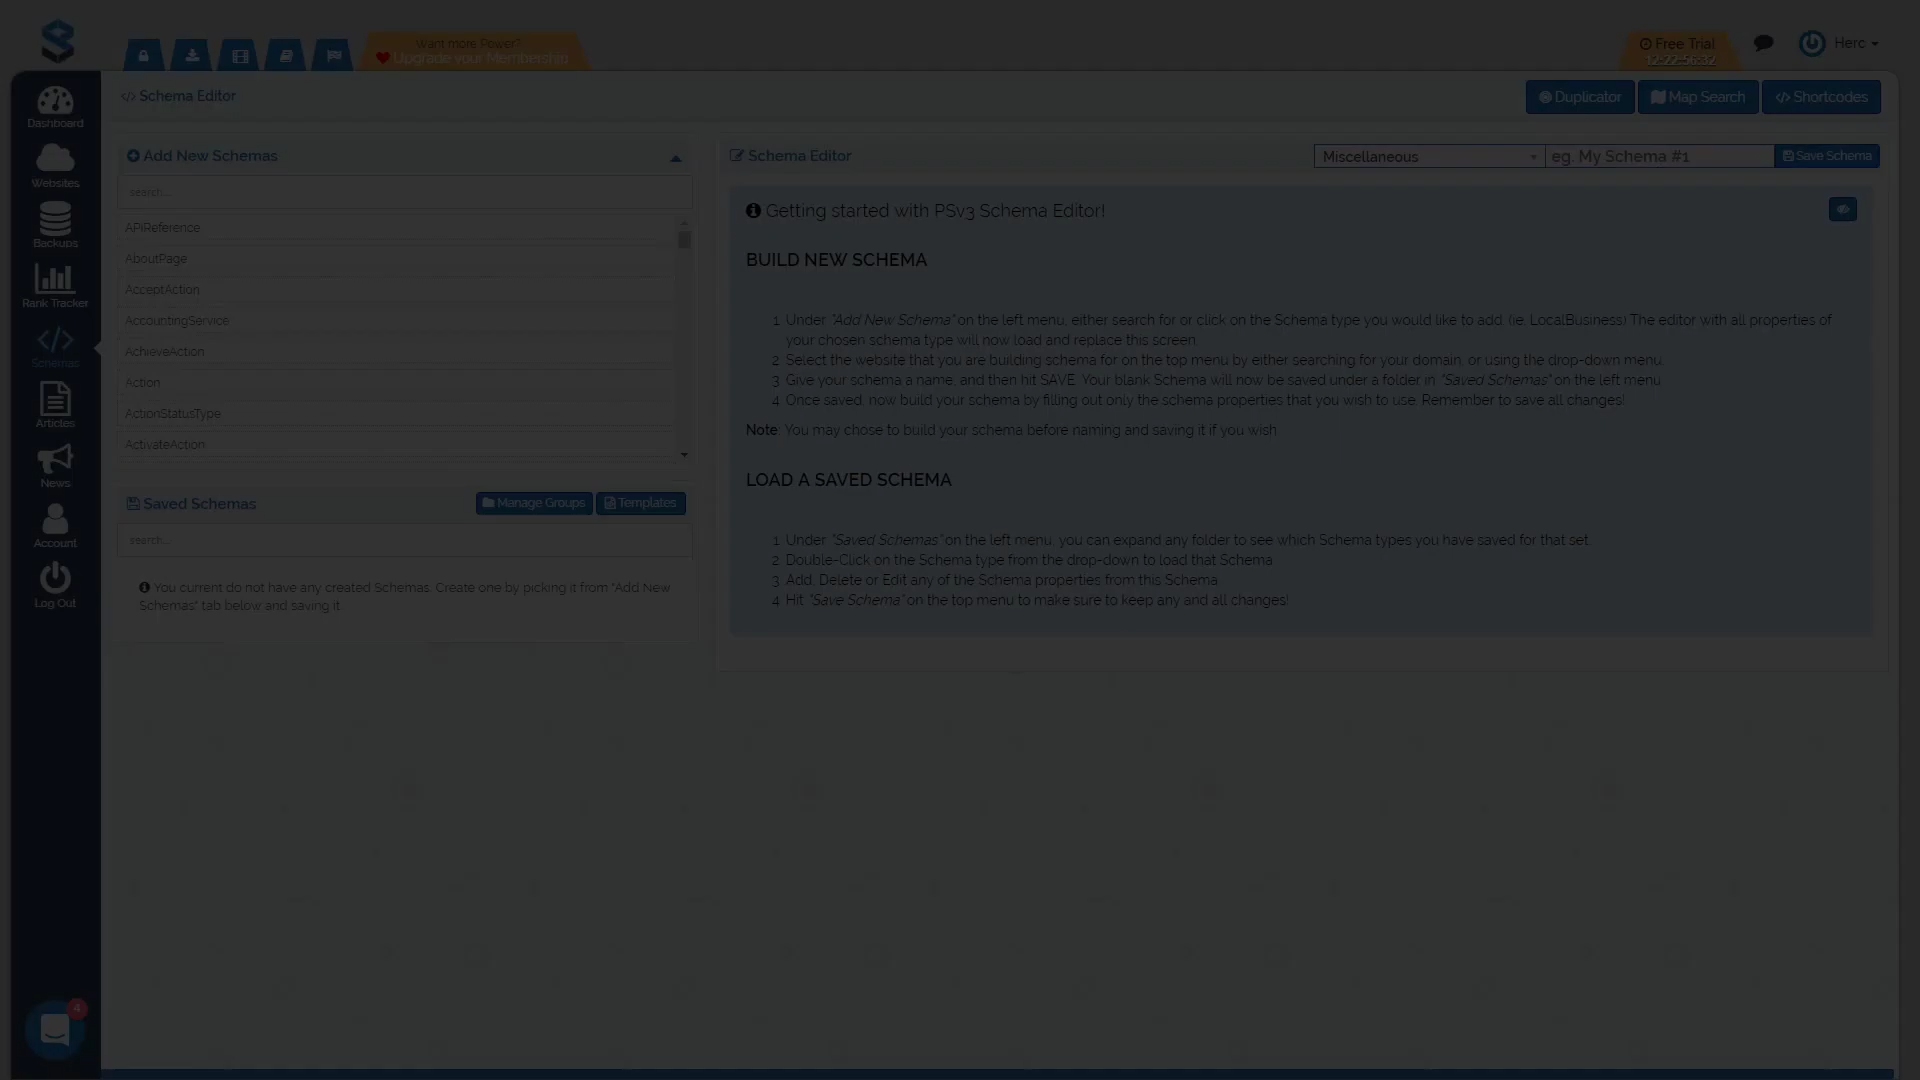 Want more Power?
Upgrade your Membership
Free Trial
12:22:56:32
Herc
Schema Editor
Duplicator
Map Search
Shortcodes
Dashboard
Websites
Backups
Rank Tracker
Schemas
Articles
News
Account
Log Out
4
Add New Schemas
search...
APIReference
AboutPage
AcceptAction
AccountingService
AchieveAction
Action
ActionStatusType
ActivateAction
Saved Schemas
Manage Groups
Templates
search...
You current do not have any created Schemas. Create one by picking it from "Add New
Schemas" tab below and saving it
Schema Editor
Miscellaneous
eg. My Schema #1
Save Schema
Getting started with PSv3 Schema Editor!
BUILD NEW SCHEMA
1. Under "Add New Schema" on the left menu, either search for or click on the Schema type you would like to add. (ie. LocalBusiness) The editor with all properties of
your chosen schema type will now load and replace this screen.
2. Select the website that you are building schema for on the top menu by either searching for your domain, or using the drop-down menu.
3. Give your schema a name, and then hit SAVE. Your blank Schema will now be saved under a folder in "Saved Schemas" on the left menu.
4. Once saved, now build your schema by filling out only the schema properties that you wish to use. Remember to save all changes!
Note: You may chose to build your schema before naming and saving it if you wish
LOAD A SAVED SCHEMA
1. Under "Saved Schemas" on the left menu, you can expand any folder to see which Schema types you have saved for that set.
2. Double-Click on the Schema type from the drop-down to load that Schema
3. Add, Delete or Edit any of the Schema properties from this Schema
4. Hit "Save Schema" on the top menu to make sure to keep any and all changes!